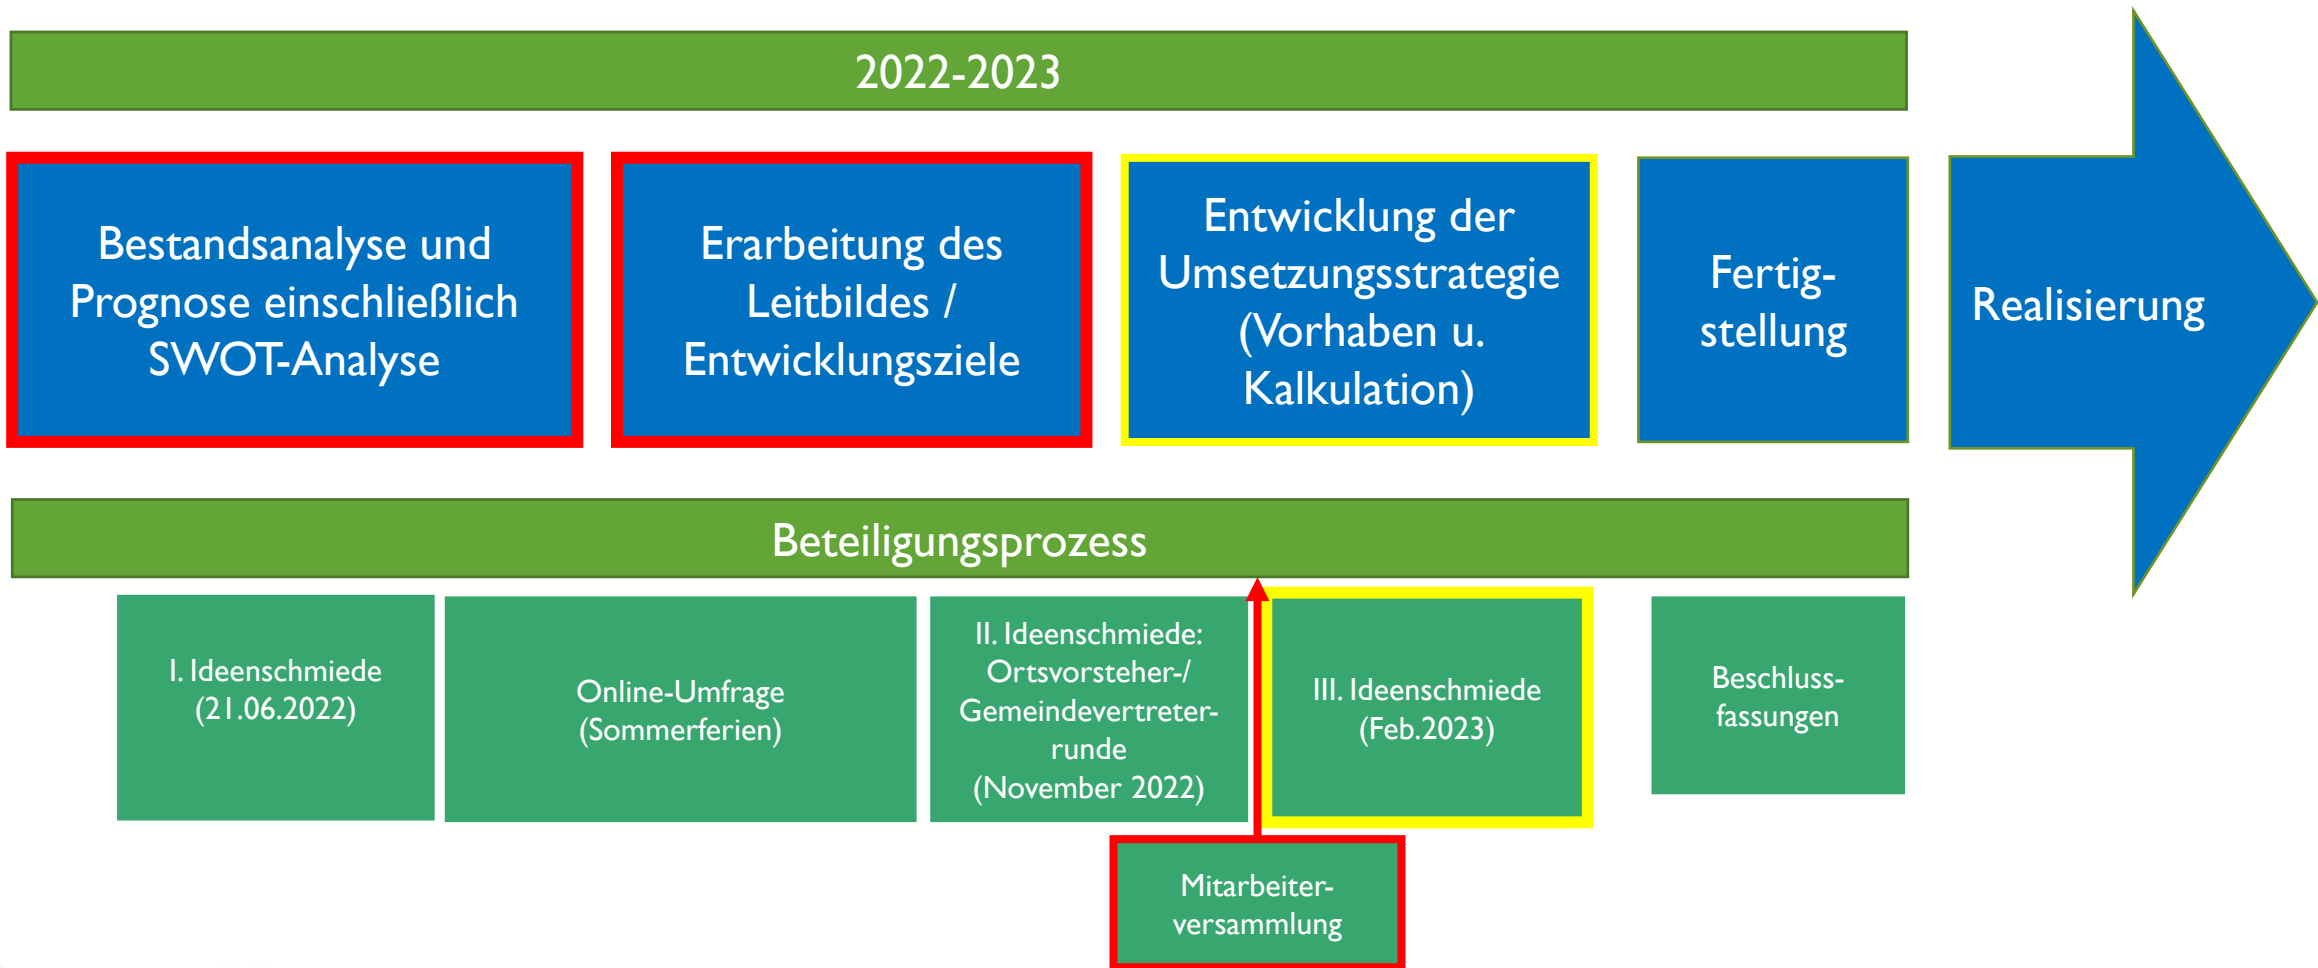 2022-2023
Bestandsanalyse und
Prognose einschließlich
SWOT-Analyse
Erarbeitung des
Leitbildes /
Entwicklungsziele
Entwicklung der
Umsetzungsstrategie
(Vorhaben u.
Kalkulation)
Fertig-
stellung
Realisierung
Beteiligungsprozess
I. Ideenschmiede
(21.06.2022)
Online-Umfrage
(Sommerferien)
II. Ideenschmiede:
Ortsvorsteher-/
Gemeindevertreter-
runde
(November 2022)
III. Ideenschmiede
(Feb.2023)
Beschluss-
fassungen
Mitarbeiter-
versammlung